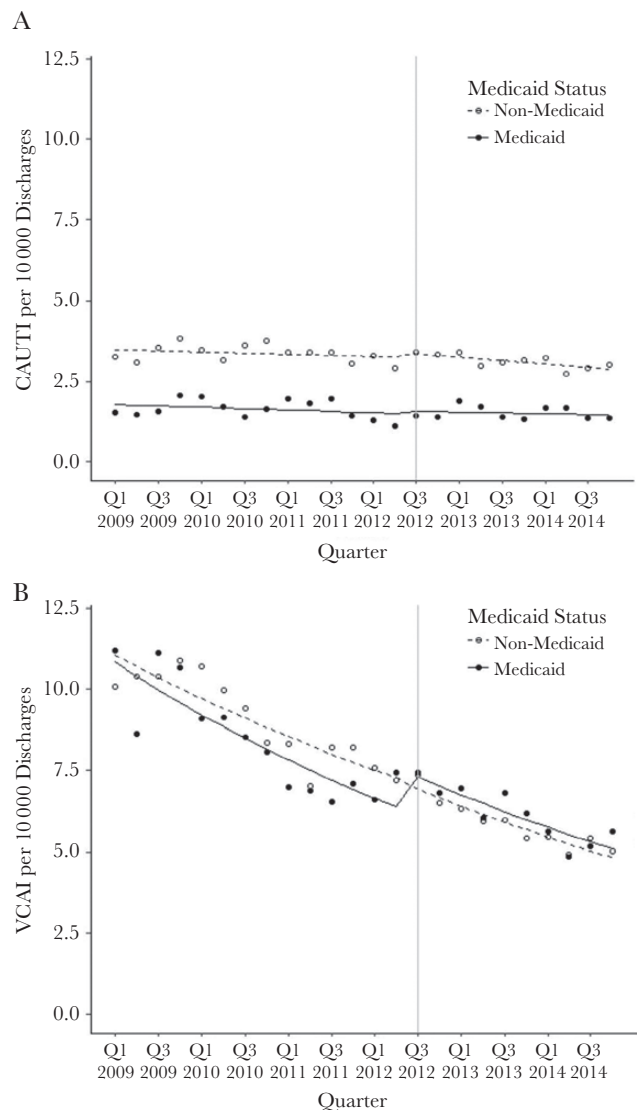 A
12.5
10.0
7.5
5.0
2.5
0.0
CAUTI per 10 000 Discharges
Medicaid Status
Non-Medicaid
Medicaid
Q1 Q3 Q1 Q3 Q1 Q3 Q1 Q3 Q1 Q3 Q1 Q3
2009 2009 2010 2010 2011 2011 2012 2012 2013 2013 2014 2014
Quarter
B
12.5
10.0
7.5
5.0
2.5
0.0
VCAI per 10 000 Discharges
Medicaid Status
Non-Medicaid
Medicaid
Q1 Q3 Q1 Q3 Q1 Q3 Q1 Q3 Q1 Q3 Q1 Q3
2009 2009 2010 2010 2011 2011 2012 2012 2013 2013 2014 2014
Quarter